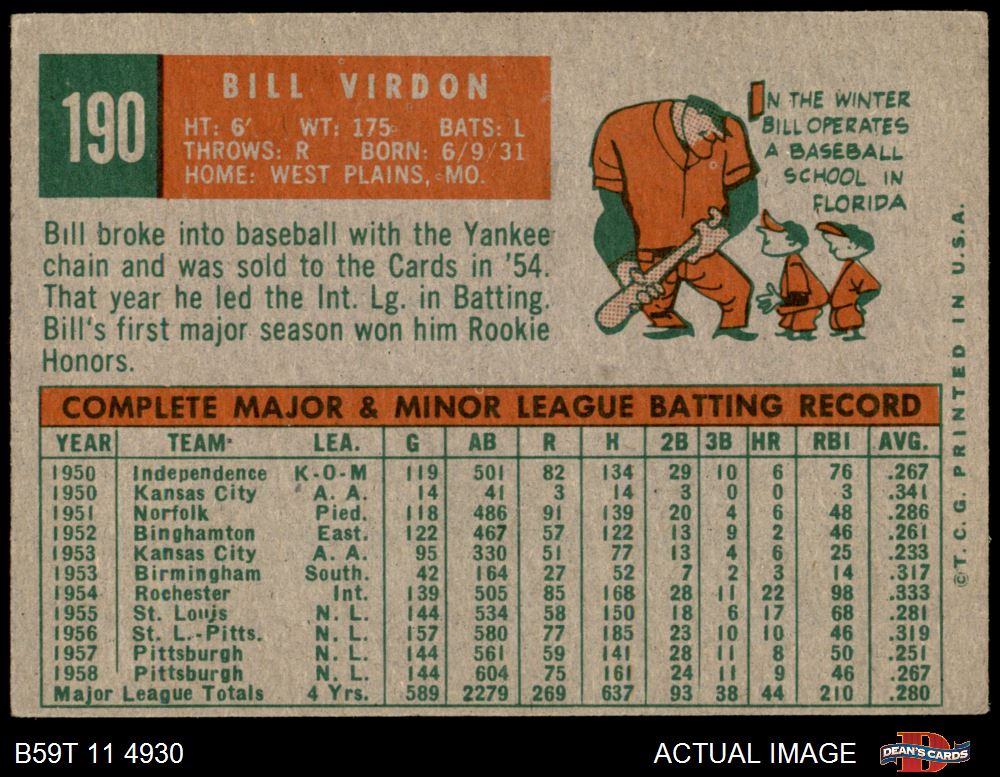 190
BILL VIRDON
HT: 6' WT: 175 BATS: L
THROWS: R BORN: 6/9/31
HOME: WEST PLAINS, MO.
IN THE WINTER
BILL OPERATES
A BASEBALL
SCHOOL IN
FLORIDA
Bill broke into baseball with the Yankee
chain and was sold to the Cards in '54.
That year he led the Int. Lg. in Batting.
Bill's first major season won him Rookie
Honors.
COMPLETE MAJOR & MINOR LEAGUE BATTING RECORD
YEAR TEAM LEA. G AB R H 2B 3B HR RBI AVG.
1950 Independence K-O-M 119 501 82 134 29 10 6 76 .267
1950 Kansas City A. A. 14 41 3 14 3 0 0 3 .341
1951 Norfolk Pied. 118 486 91 139 20 4 6 48 .286
1952 Binghamton East. 122 467 57 122 13 9 2 46 .261
1953 Kansas City A. A. 95 330 51 77 13 4 6 25 .233
1953 Birmingham South. 42 164 27 52 7 2 3 14 .317
1954 Rochester Int. 139 505 85 168 28 11 22 98 .333
1955 St. Louis N. L. 144 534 58 150 18 6 17 68 .281
1956 St. L.-Pitts. N. L. 157 580 77 185 23 10 10 46 .319
1957 Pittsburgh N. L. 144 561 59 141 28 11 8 50 .251
1958 Pittsburgh N. L. 144 604 75 161 24 11 9 46 .267
Major League Totals 4 Yrs. 589 2279 269 637 93 38 44 210 .280
© T. C. G. PRINTED IN U.S.A.
B59T 11 4930
ACTUAL IMAGE
DEAN'S CARDS